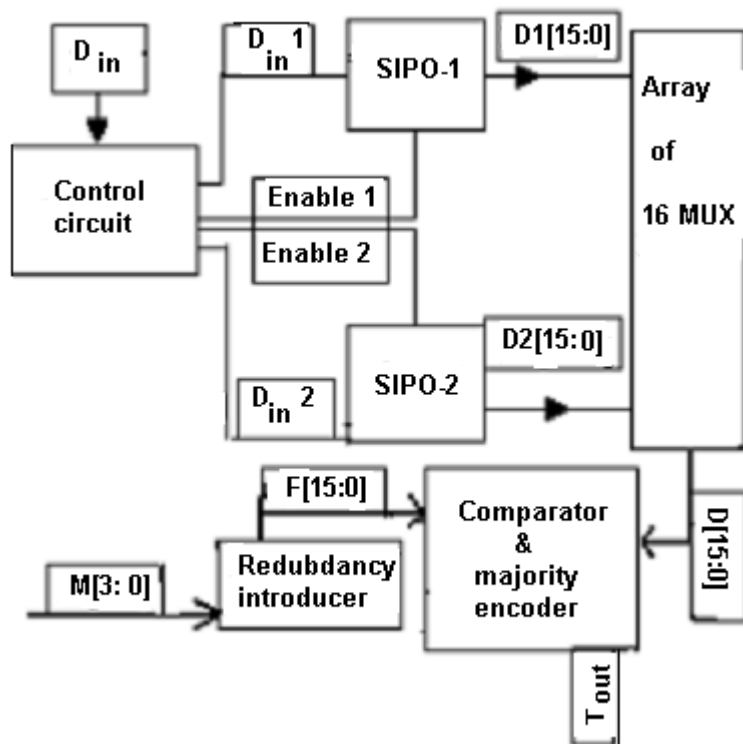 D in
D in 1
SIPO-1
D1[15:0]
Array
of
16 MUX
Control
circuit
Enable 1
Enable 2
SIPO-2
D2[15:0]
D in 2
F[15:0]
Comparator
&
majority
encoder
D[15:0]
M[3: 0]
Redubdancy
introducer
Tout